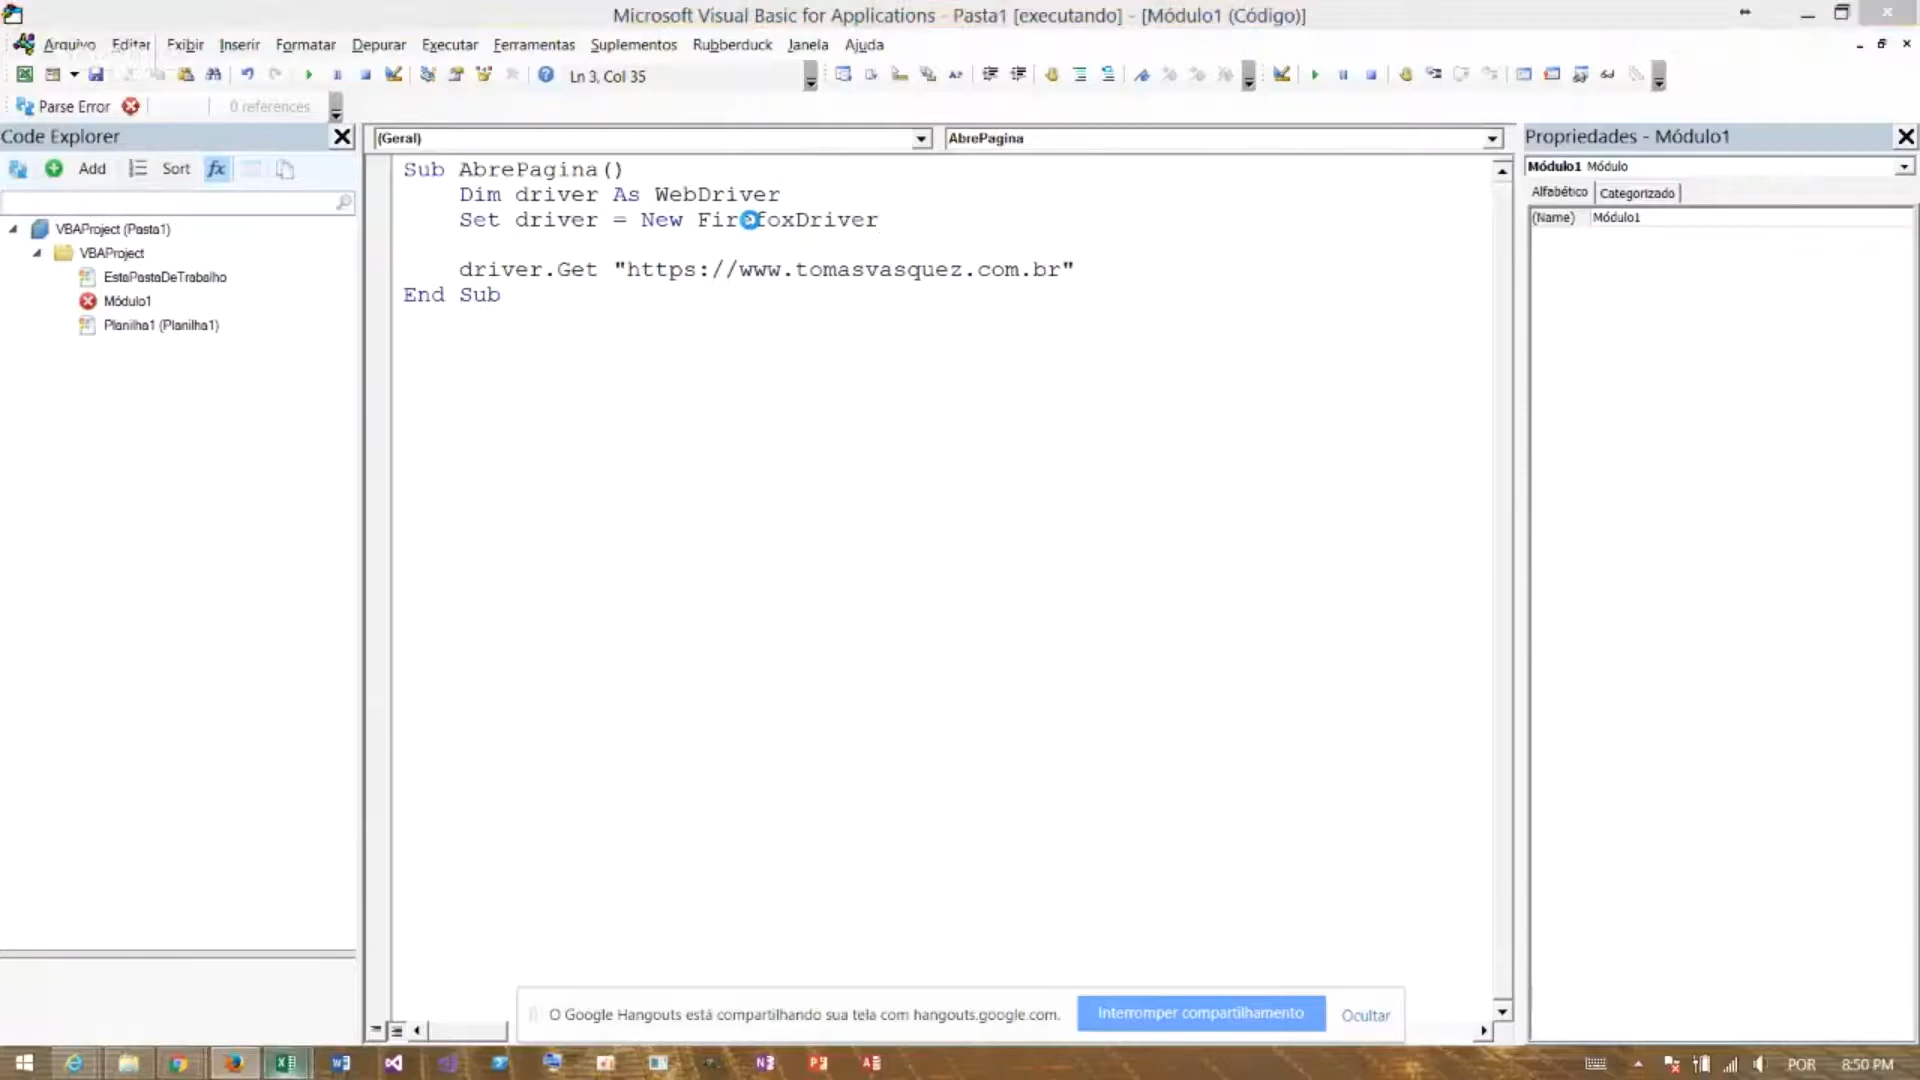 Microsoft Visual Basic for Applications - Pasta1 [executando] - [Módulo1 (Código)]
Arquivo Editar Exibir Inserir Formatar Depurar Executar Ferramentas Suplementos Rubberduck Janela Ajuda
Ln 3, Col 35
Parse Error 0 references
Code Explorer
Add Sort fx
VBAProject (Pasta1)
VBAProject
EstaPastaDeTrabalho
Módulo1
Planilha1 (Planilha1)
(Geral) AbrePagina
Sub AbrePagina()
Dim driver As WebDriver
Set driver = New FirefoxDriver
driver.Get "https://www.tomasvasquez.com.br"
End Sub
Propriedades - Módulo1
Módulo1 Módulo
Alfabético Categorizado
(Name) Módulo1
O Google Hangouts está compartilhando sua tela com hangouts.google.com. Interromper compartilhamento Ocultar
POR 8:50 PM